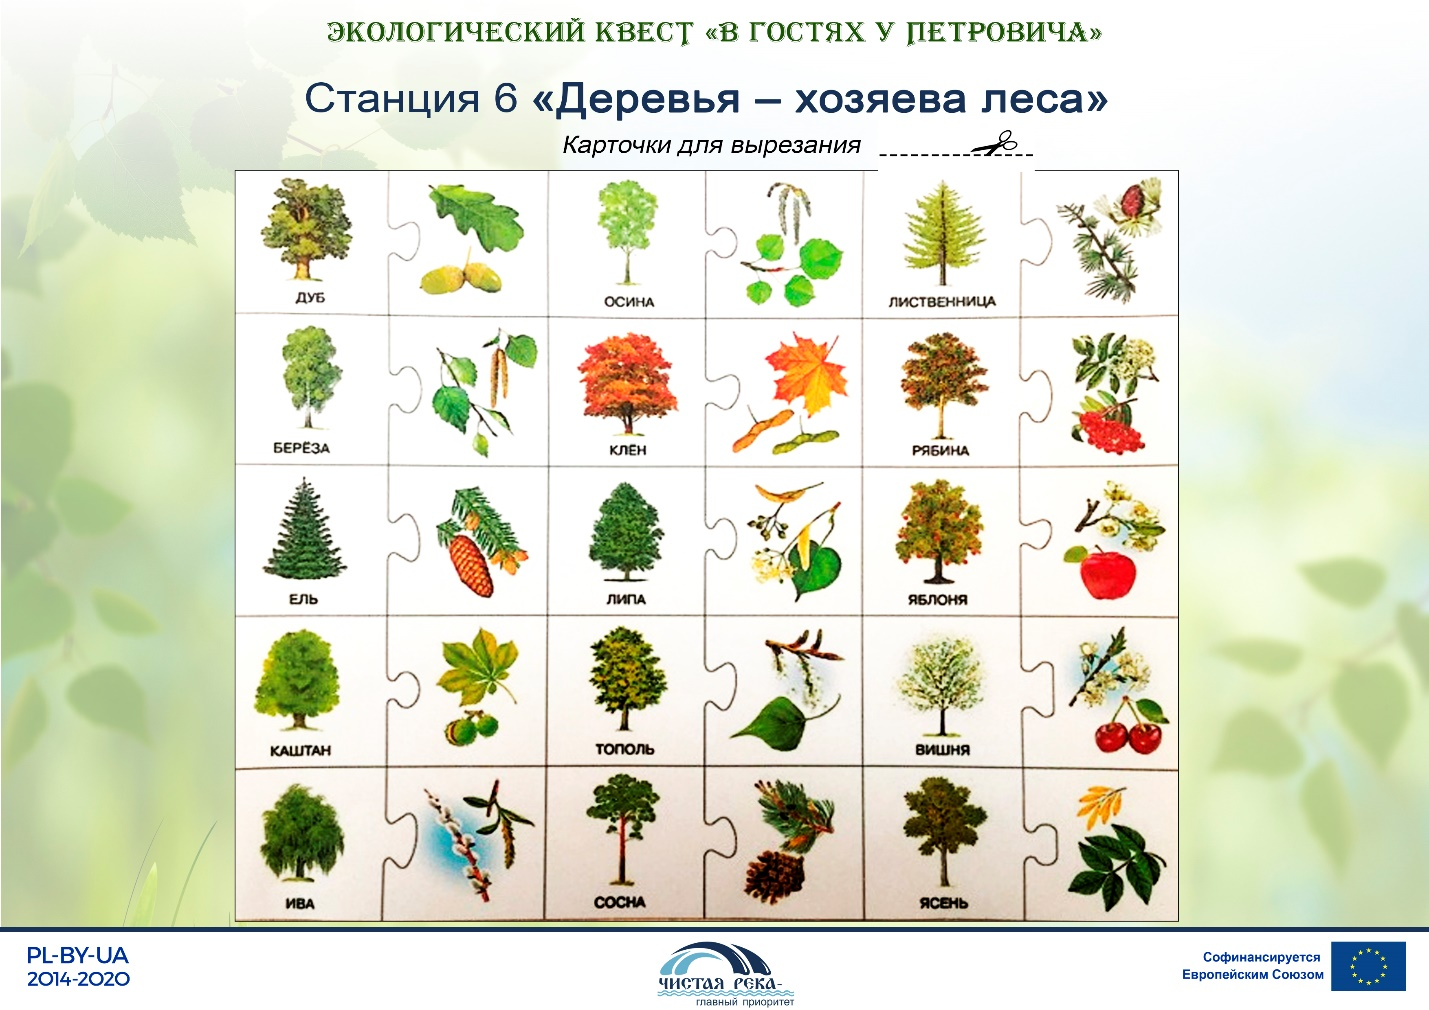 ЭКОЛОГИЧЕСКИЙ КВЕСТ «В ГОСТЯХ У ПЕТРОВИЧА»
Станция 6 «Деревья – хозяева леса»
Карточки для вырезания
ДУБ
ОСИНА
ЛИСТВЕННИЦА
БЕРЁЗА
КЛЁН
РЯБИНА
ЕЛЬ
ЛИПА
ЯБЛОНЯ
КАШТАН
ТОПОЛЬ
ВИШНЯ
ИВА
СОСНА
ЯСЕНЬ
PL-BY-UA
2014-2020
ЧИСТАЯ РЕКА-
главный приоритет
Софинансируется
Европейским Союзом